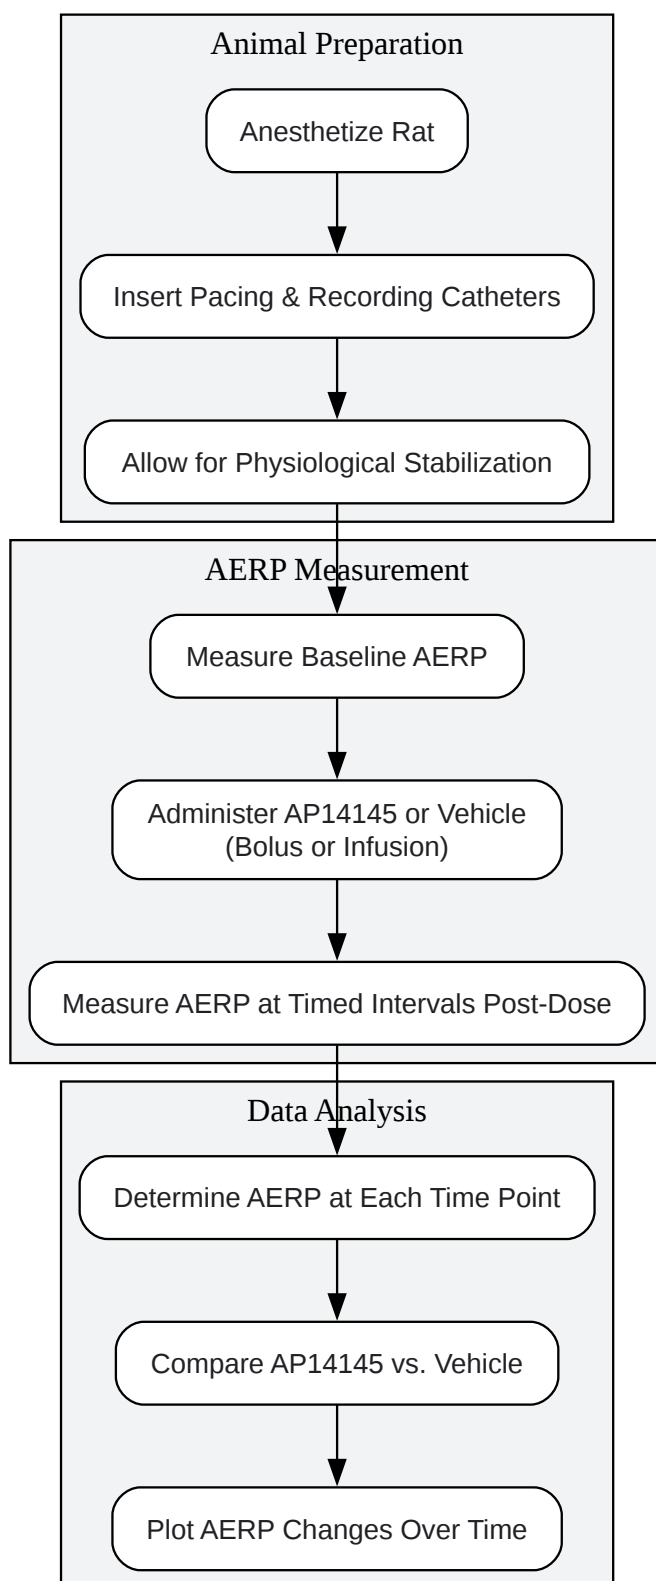 Animal Preparation
Anesthetize Rat
Insert Pacing & Recording Catheters
Allow for Physiological Stabilization
AERP Measurement
Measure Baseline AERP
Administer AP14145 or Vehicle
(Bolus or Infusion)
Measure AERP at Timed Intervals Post-Dose
Data Analysis
Determine AERP at Each Time Point
Compare AP14145 vs. Vehicle
Plot AERP Changes Over Time